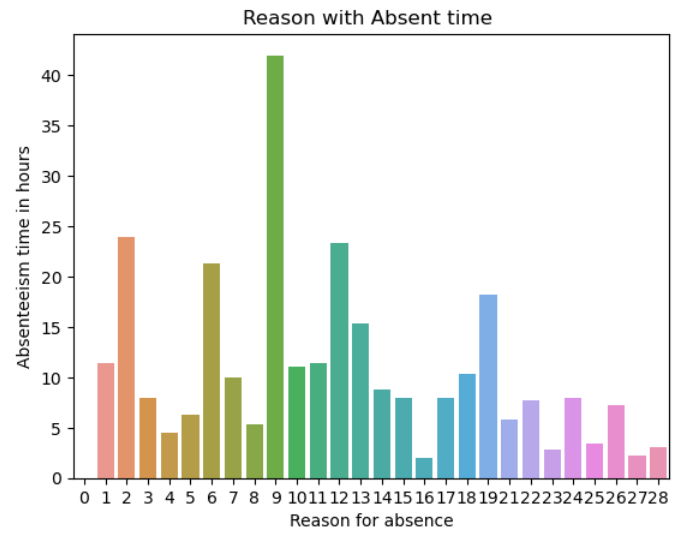 Reason with Absent time
Absenteeism time in hours
40
35
30
25
20
15
10
5
0
0 1 2 3 4 5 6 7 8 9 10 11 12 13 14 15 16 17 18 19 21 22 23 24 25 26 27 28
Reason for absence